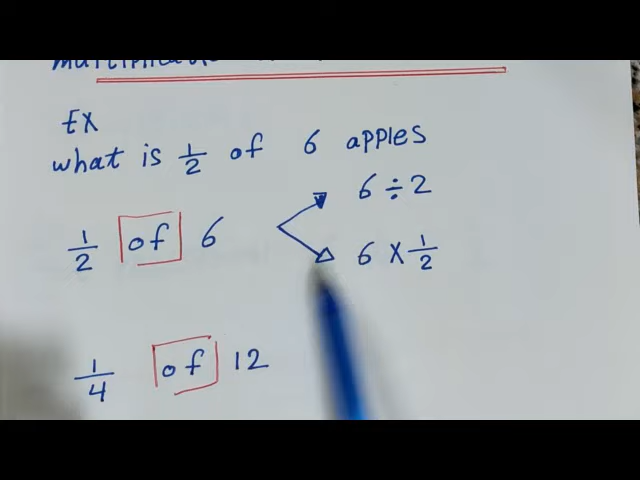 EX
what is 1/2 of 6 apples
6 ÷ 2
1/2 of 6
6 X 1/2
1/4 of 12